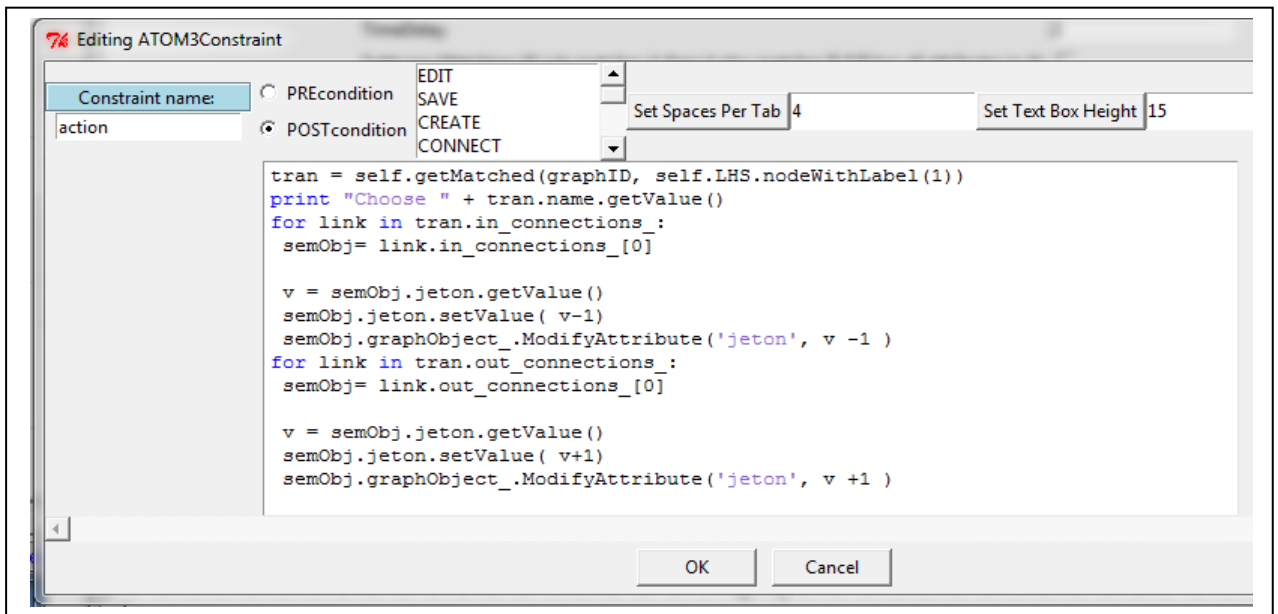 Editing ATOM3Constraint
Constraint name:
action
PREcondition
POSTcondition
EDIT
SAVE
CREATE
CONNECT
Set Spaces Per Tab 4
Set Text Box Height 15
tran = self.getMatched(graphID, self.LHS.nodeWithLabel(1))
print "Choose " + tran.name.getValue()
for link in tran.in_connections_:
 semObj= link.in_connections_[0]
 v = semObj.jeton.getValue()
 semObj.jeton.setValue( v-1)
 semObj.graphObject_.ModifyAttribute('jeton', v -1 )
for link in tran.out_connections_:
 semObj= link.out_connections_[0]
 v = semObj.jeton.getValue()
 semObj.jeton.setValue( v+1)
 semObj.graphObject_.ModifyAttribute('jeton', v +1 )
OK
Cancel